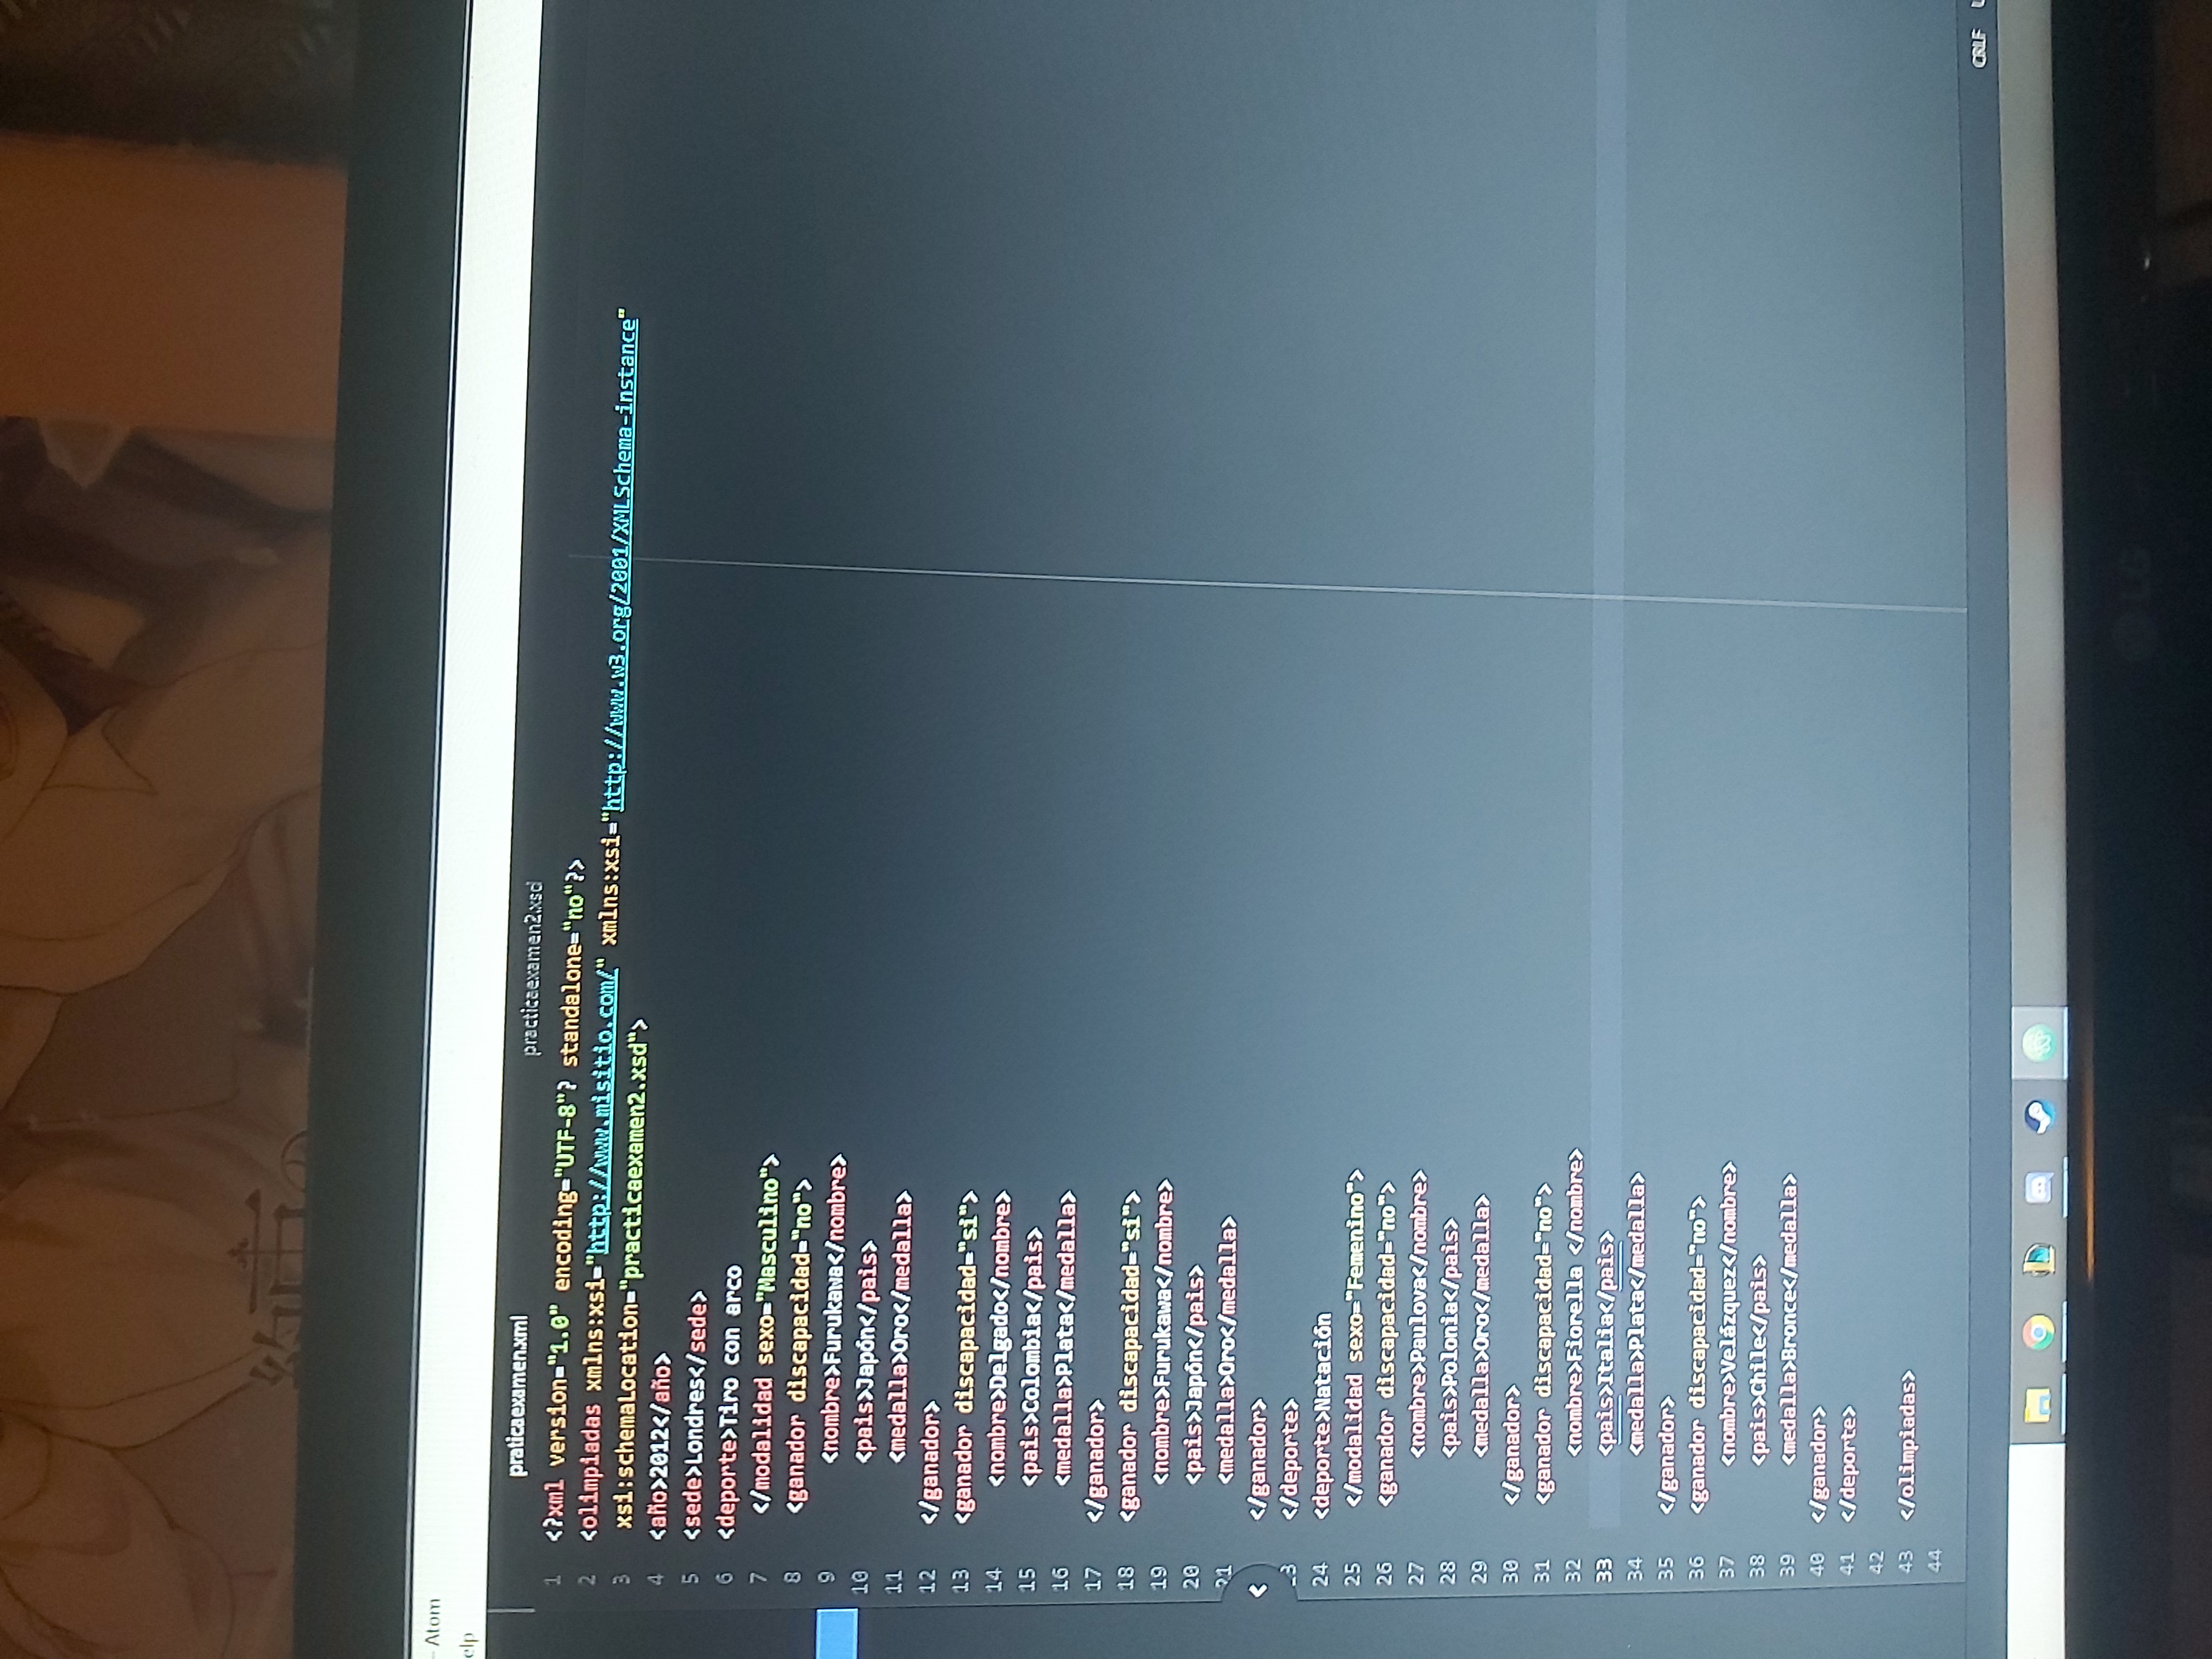 約束の
– Atom
elp
praticaexamen.xml
practicaexamen2.xsd
1 <?xml version="1.0" encoding="UTF-8"? standalone="no"?>
2 <olimpiadas xmlns:xsi="http://www.misitio.com/" xmlns:xsi="http://www.w3.org/2001/XMLSchema-instance"
3 xsi:schemaLocation="practicaexamen2.xsd">
4 <año>2012</año>
5 <sede>Londres</sede>
6 <deporte>Tiro con arco
7 </modalidad sexo="Masculino">
8 <ganador discapacidad="no">
9 <nombre>Furukawa</nombre>
10 <pais>Japón</pais>
11 <medalla>Oro</medalla>
12 </ganador>
13 <ganador discapacidad="si">
14 <nombre>Delgado</nombre>
15 <pais>Colombia</pais>
16 <medalla>Plata</medalla>
17 </ganador>
18 <ganador discapacidad="si">
19 <nombre>Furukawa</nombre>
20 <pais>Japón</pais>
21 <medalla>Oro</medalla>
</ganador>
3 </deporte>
24 <deporte>Natación
25 </modalidad sexo="Femenino">
26 <ganador discapacidad="no">
27 <nombre>Paulova</nombre>
28 <pais>Polonia</pais>
29 <medalla>Oro</medalla>
30 </ganador>
31 <ganador discapacidad="no">
32 <nombre>Fiorella </nombre>
33 <pais>Italia</pais>
34 <medalla>Plata</medalla>
35 </ganador>
36 <ganador discapacidad="no">
37 <nombre>Velázquez</nombre>
38 <pais>Chile</pais>
39 <medalla>Bronce</medalla>
40 </ganador>
41 </deporte>
42
43 </olimpiadas>
44
CRLF
LG